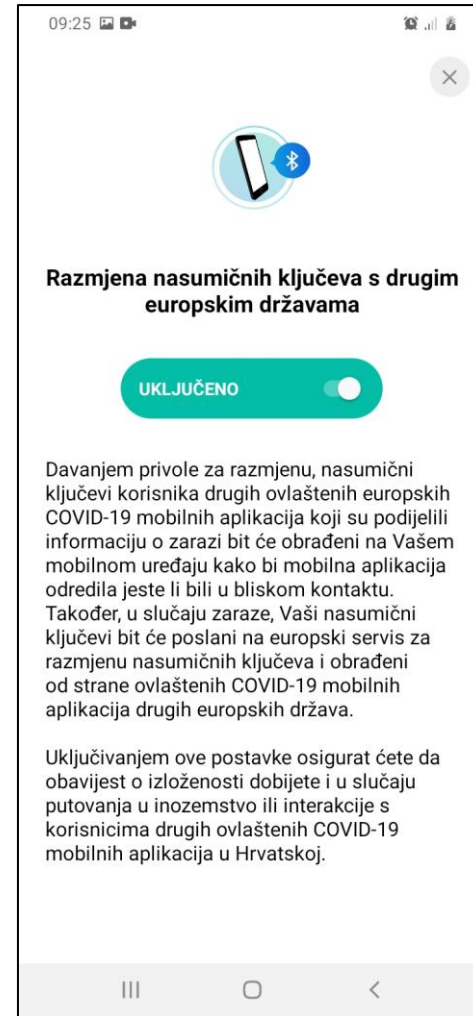 09:25
Razmjena nasumičnih ključeva s drugim
europskim državama
UKLJUČENO
Davanjem privole za razmjenu, nasumični
ključevi korisnika drugih ovlaštenih europskih
COVID-19 mobilnih aplikacija koji su podijelili
informaciju o zarazi bit će obrađeni na Vašem
mobilnom uređaju kako bi mobilna aplikacija
odredila jeste li bili u bliskom kontaktu.
Također, u slučaju zaraze, Vaši nasumični
ključevi bit će poslani na europski servis za
razmjenu nasumičnih ključeva i obrađeni
od strane ovlaštenih COVID-19 mobilnih
aplikacija drugih europskih država.
Uključivanjem ove postavke osigurat ćete da
obavijest o izloženosti dobijete i u slučaju
putovanja u inozemstvo ili interakcije s
korisnicima drugih ovlaštenih COVID-19
mobilnih aplikacija u Hrvatskoj.